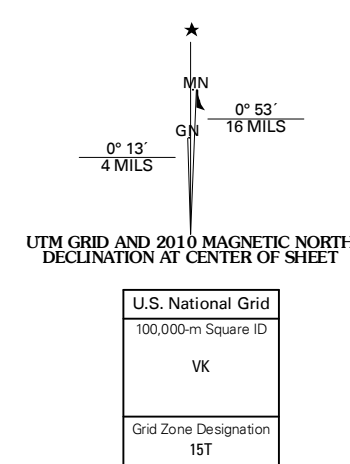 ★
MN
0° 53´
16 MILS
GN
0° 13´
4 MILS
UTM GRID AND 2010 MAGNETIC NORTH
DECLINATION AT CENTER OF SHEET
U.S. National Grid
100,000-m Square ID
VK
Grid Zone Designation
15T